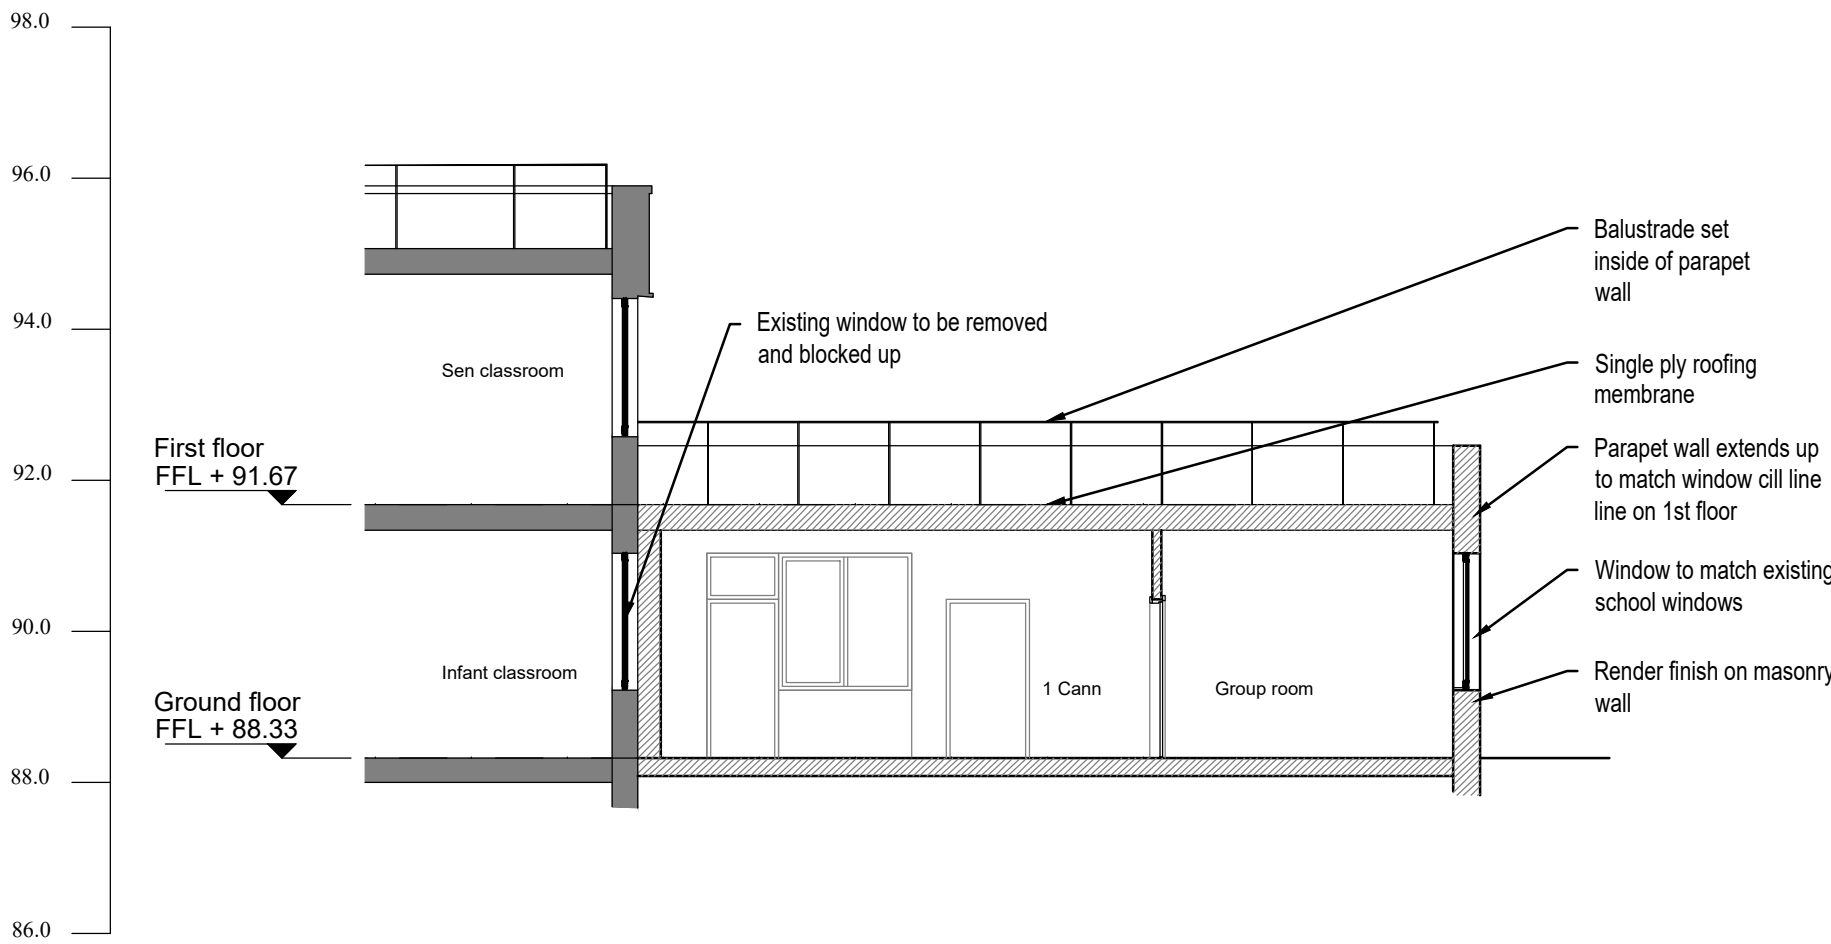 98.0
96.0
94.0
92.0
90.0
88.0
86.0
First floor
FFL + 91.67
Ground floor
FFL + 88.33
Sen classroom
Infant classroom
Existing window to be removed
and blocked up
1 Cann
Group room
Balustrade set
inside of parapet
wall
Single ply roofing
membrane
Parapet wall extends up
to match window cill line
line on 1st floor
Window to match existing
school windows
Render finish on masonry
wall